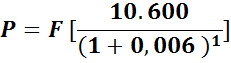 P = F [ 10.600 / (1 + 0,006 )¹ ]